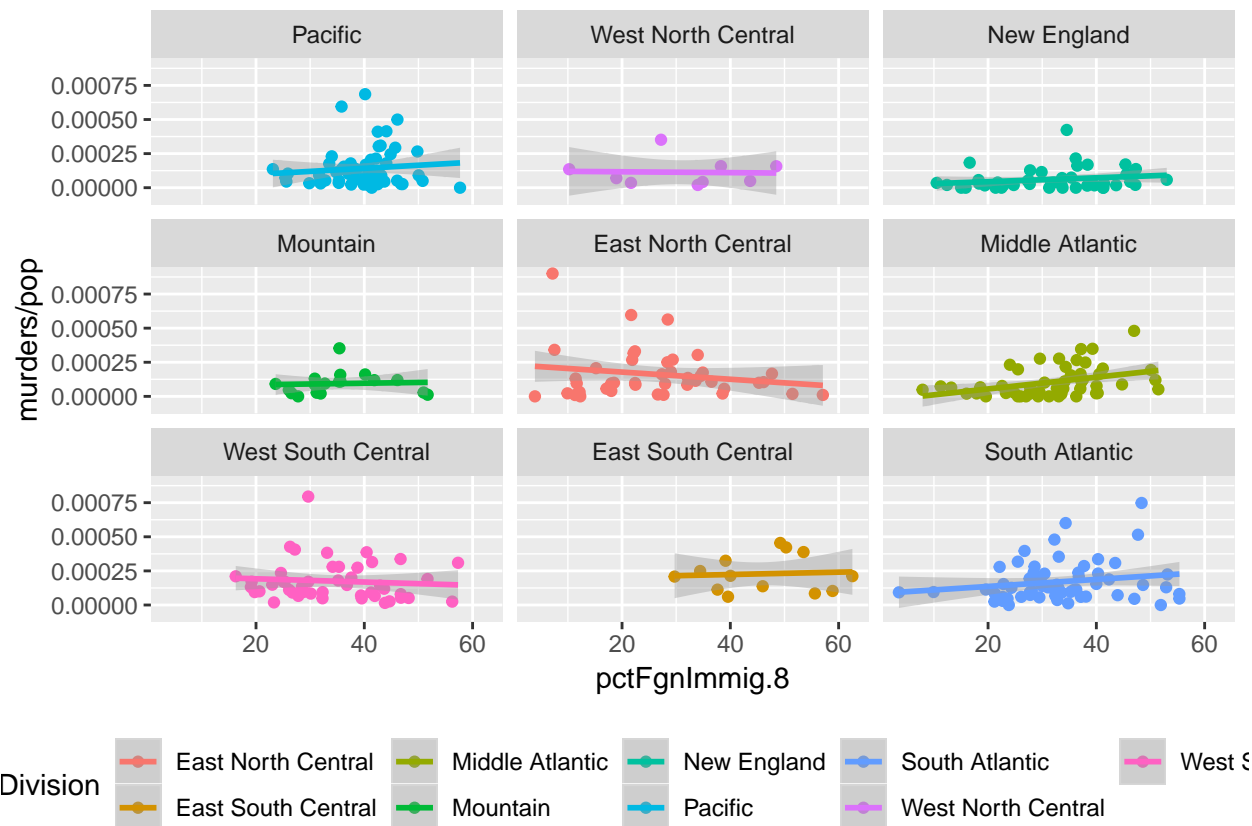 Pacific
West North Central
New England
0.00075
0.00050
0.00025
0.00000
Mountain
East North Central
Middle Atlantic
0.00075
0.00050
0.00025
0.00000
West South Central
East South Central
South Atlantic
0.00075
0.00050
0.00025
0.00000
20 40 60
20 40 60
20 40 60
murders/pop
pctFgnImmig.8
Division
East North Central
Middle Atlantic
New England
South Atlantic
West S
East South Central
Mountain
Pacific
West North Central